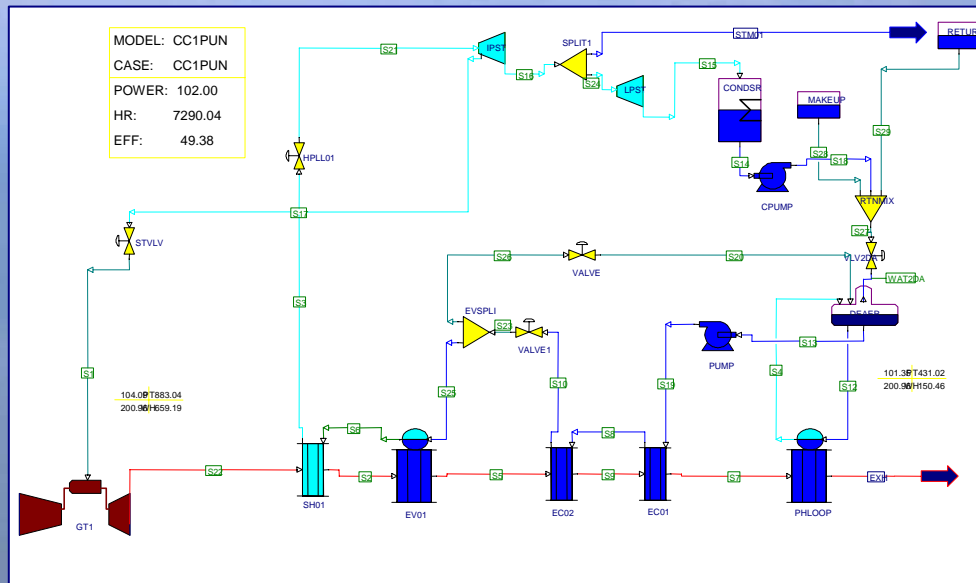 MODEL: CC1PUN
CASE: CC1PUN
POWER: 102.00
HR: 7290.04
EFF: 49.38
S21
IPST
SPLIT1
STM01
RETUR
S16
S24
LPST
S15
CONDSR
MAKEUP
S29
HPLL01
S14
S28
S18
CPUMP
RTNMIX
S17
STVLV
S27
VLV2DA
S26
VALVE
S20
WAT2DA
S3
EVSPLI
S23
VALVE1
DEAER
PUMP
S13
S1
S25
S10
S19
S4
S12
104.09 P T 883.04
200.96 W H 659.19
101.35 P T 431.02
200.96 W H 150.46
S6
S8
S22
S2
S5
S9
S7
EXH
GT1
SH01
EV01
EC02
EC01
PHLOOP